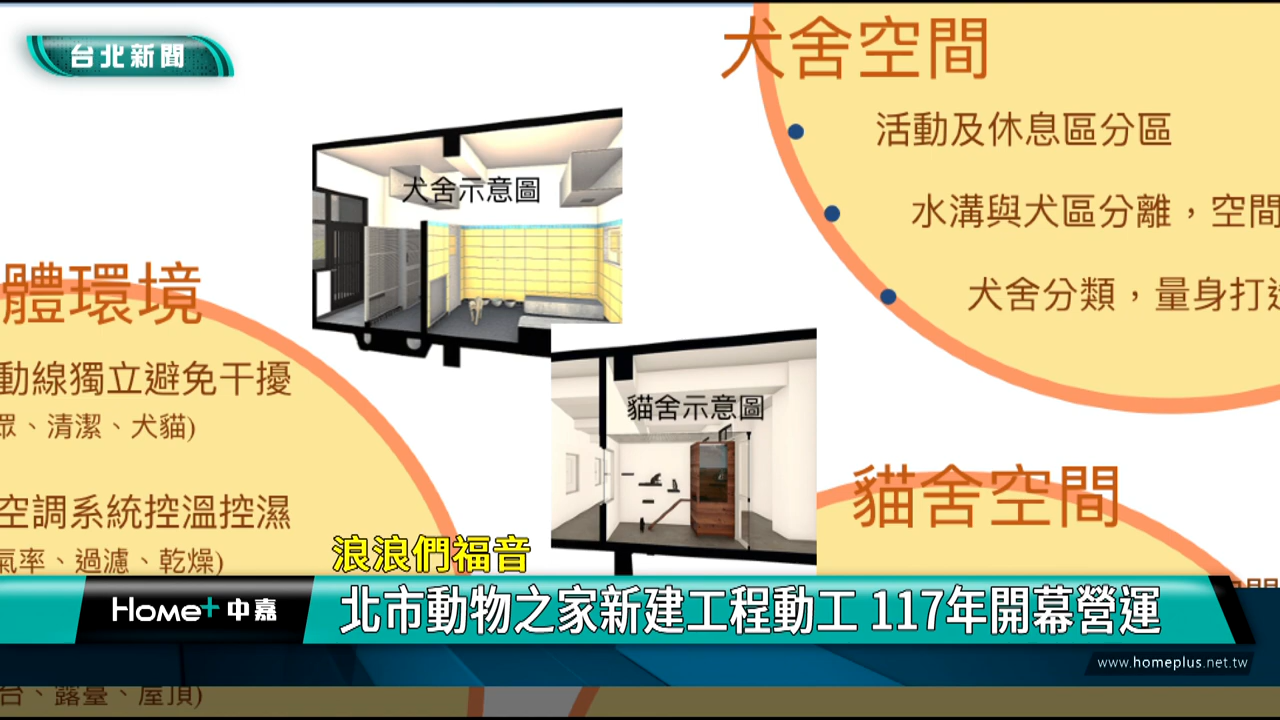 台北新聞
犬舍空間
活動及休息區分區
水溝與犬區分離，空間
犬舍分類，量身打造
犬舍示意圖
體環境
動線獨立避免干擾
眾、清潔、犬貓)
空調系統控溫控濕
氣率、過濾、乾燥)
貓舍示意圖
貓舍空間
浪浪們福音
Home+中嘉
北市動物之家新建工程動工 117年開幕營運
www.homeplus.net.tw
台、露臺、屋頂)